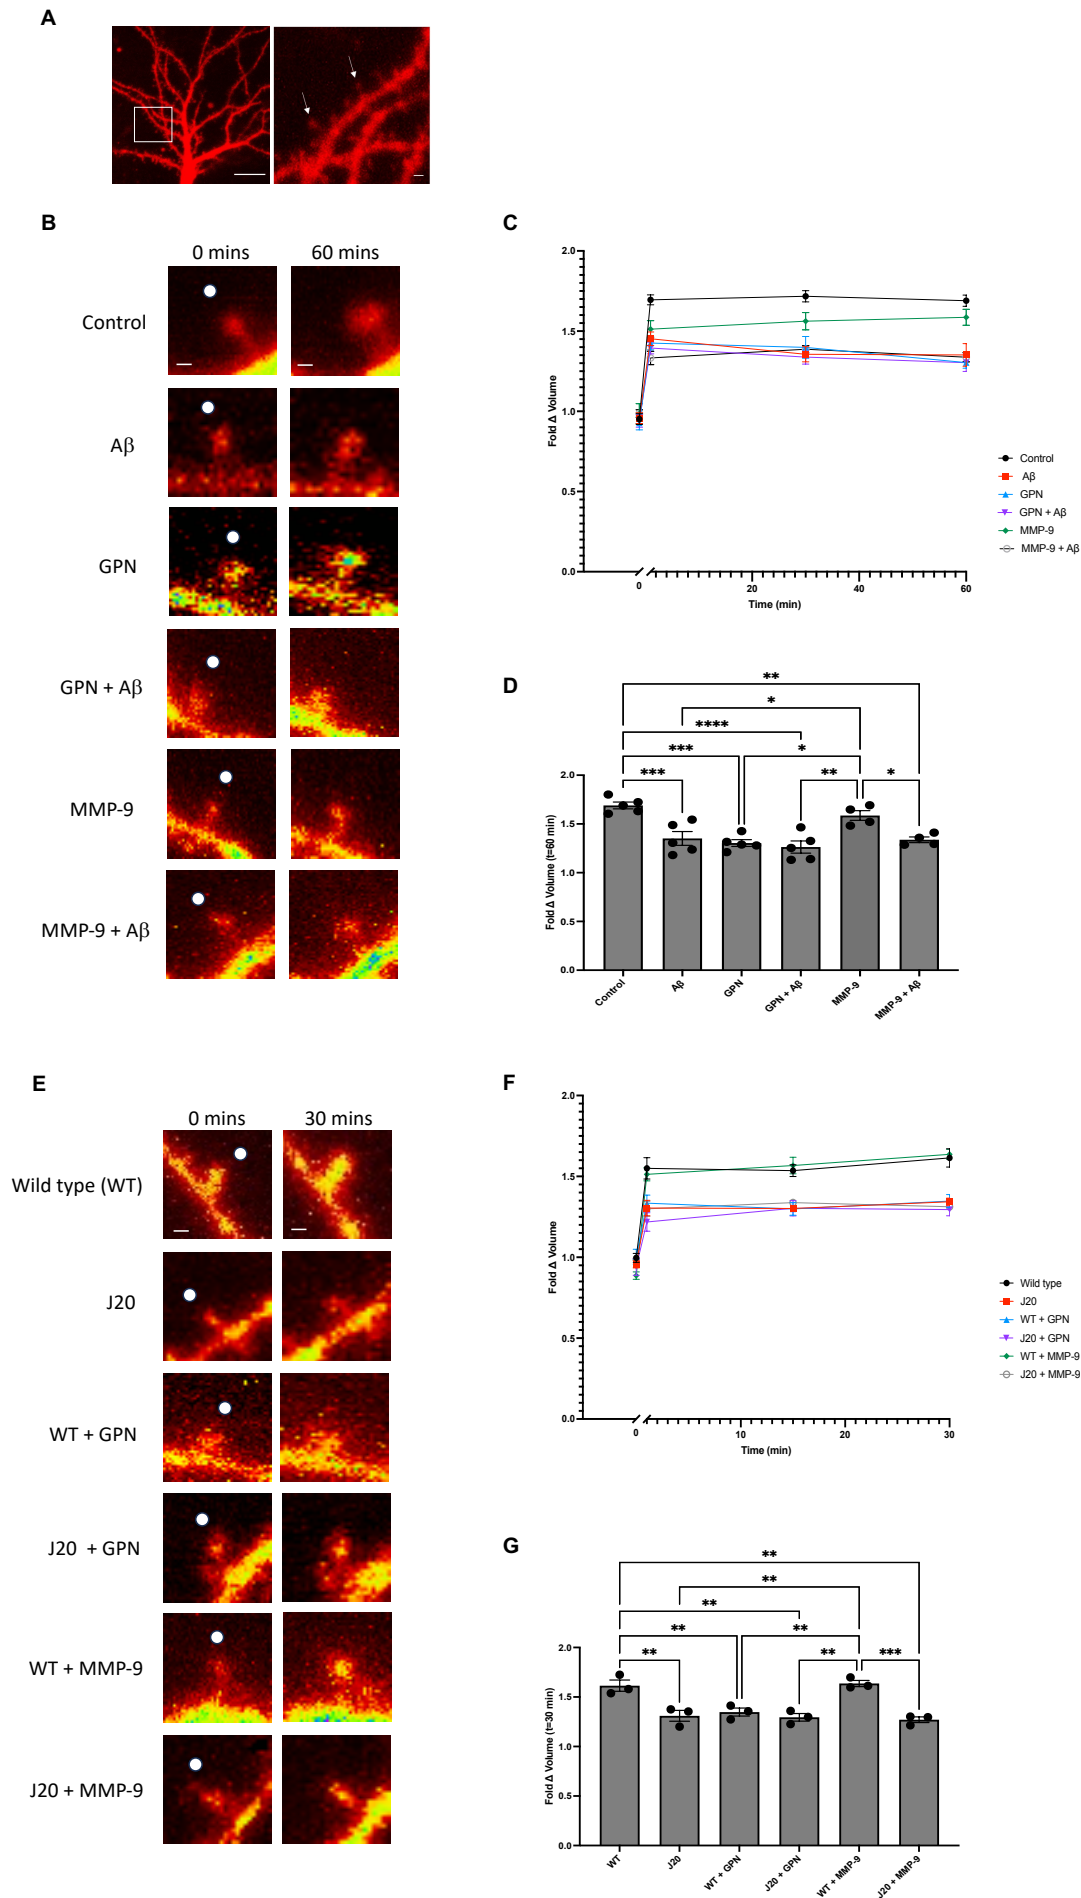 A
B
0 mins 60 mins
Control
Aβ
GPN
GPN + Aβ
MMP-9
MMP-9 + Aβ
C
2.0
1.5
1.0
0.5
0.0
Fold Δ Volume
0 20 40 60
Time (min)
Control
Aβ
GPN
GPN + Aβ
MMP-9
MMP-9 + Aβ
D
**
*
****
*** *
*** ** *
2.0
1.5
1.0
0.5
0.0
Fold Δ Volume (t=60 min)
Control Aβ GPN GPN + Aβ MMP-9 MMP-9 + Aβ
E
0 mins 30 mins
Wild type (WT)
J20
WT + GPN
J20 + GPN
WT + MMP-9
J20 + MMP-9
F
2.0
1.5
1.0
0.5
0.0
Fold Δ Volume
0 10 20 30
Time (min)
Wild type
J20
WT + GPN
J20 + GPN
WT + MMP-9
J20 + MMP-9
G
**
**
**
** **
** ** ***
2.0
1.5
1.0
0.5
0.0
Fold Δ Volume (t=30 min)
WT J20 WT + GPN J20 + GPN WT + MMP-9 J20 + MMP-9